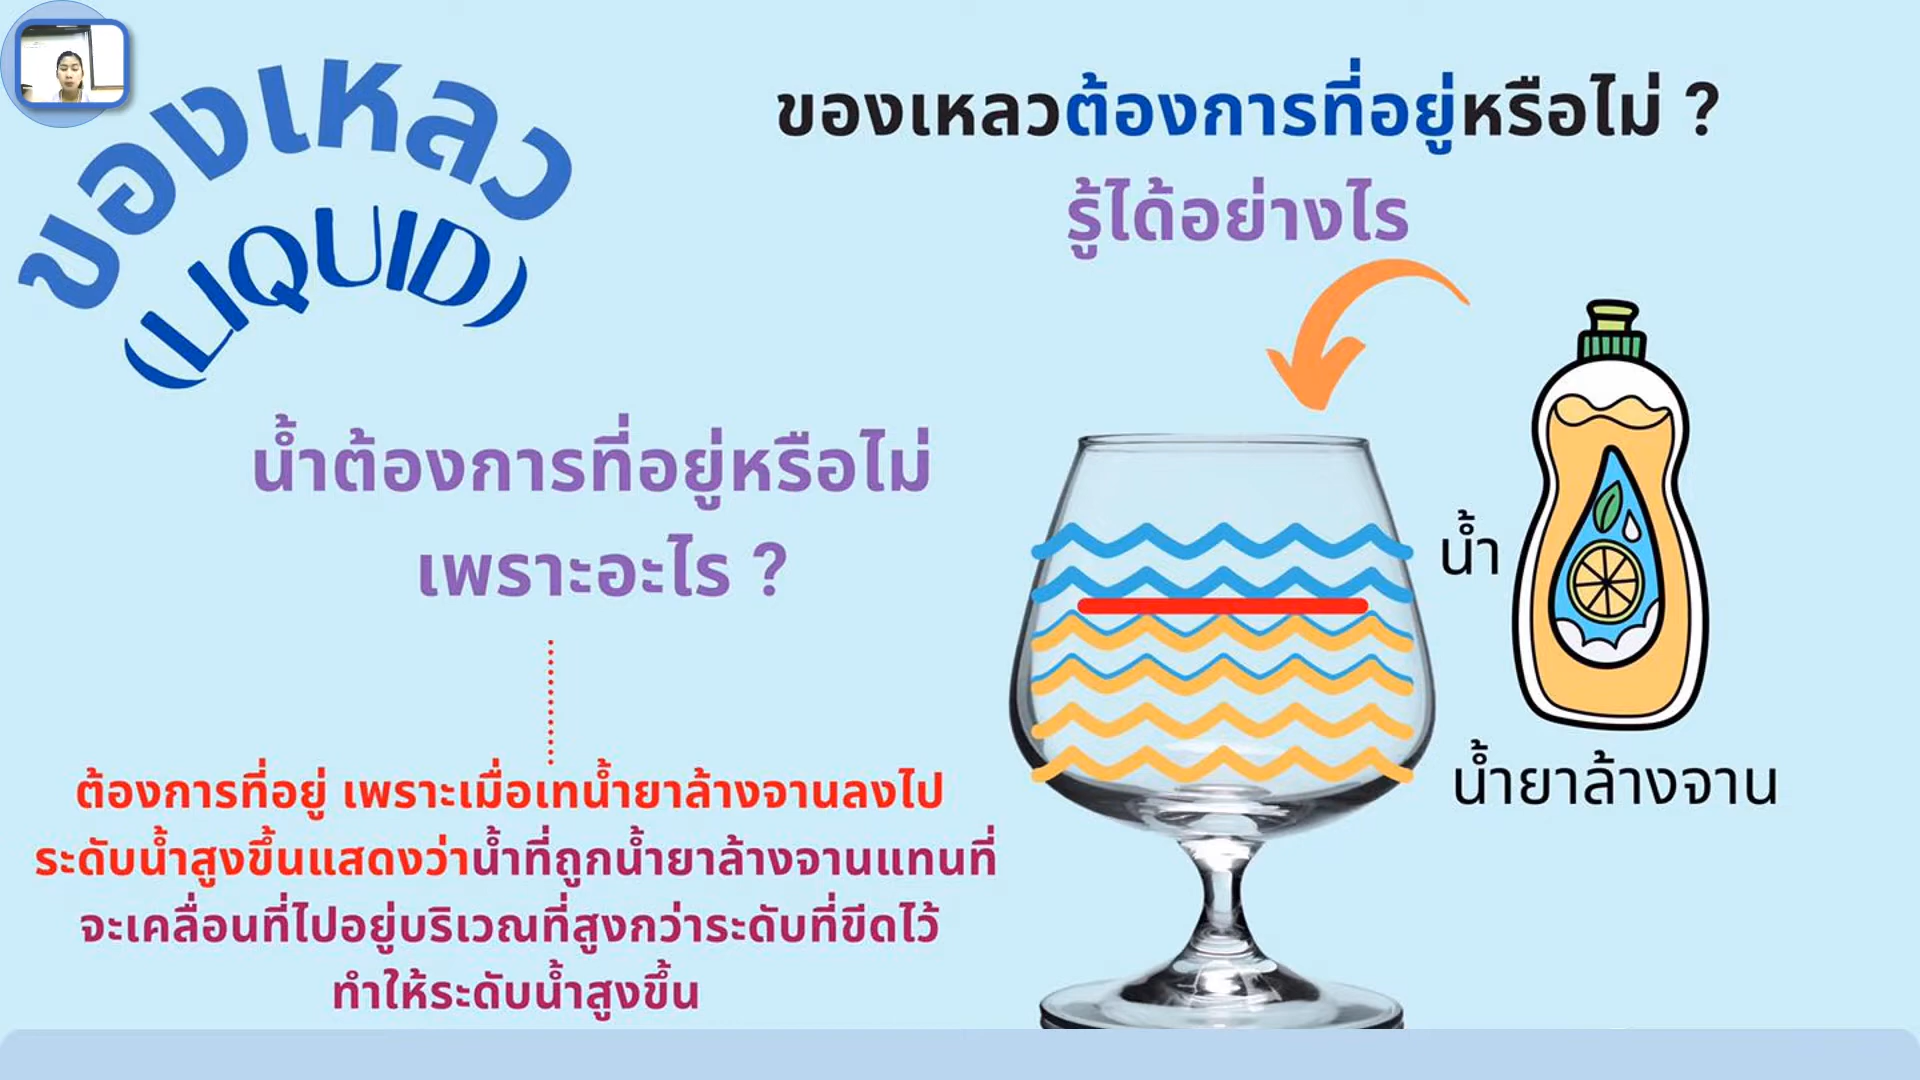 ของเหลว
(LIQUID)
ของเหลวต้องการที่อยู่หรือไม่ ?
รู้ได้อย่างไร
น้ำต้องการที่อยู่หรือไม่
เพราะอะไร ?
น้ำ
น้ำยาล้างจาน
ต้องการที่อยู่ เพราะเมื่อเทน้ำยาล้างจานลงไป
ระดับน้ำสูงขึ้นแสดงว่าน้ำที่ถูกน้ำยาล้างจานแทนที่
จะเคลื่อนที่ไปอยู่บริเวณที่สูงกว่าระดับที่ขีดไว้
ทำให้ระดับน้ำสูงขึ้น